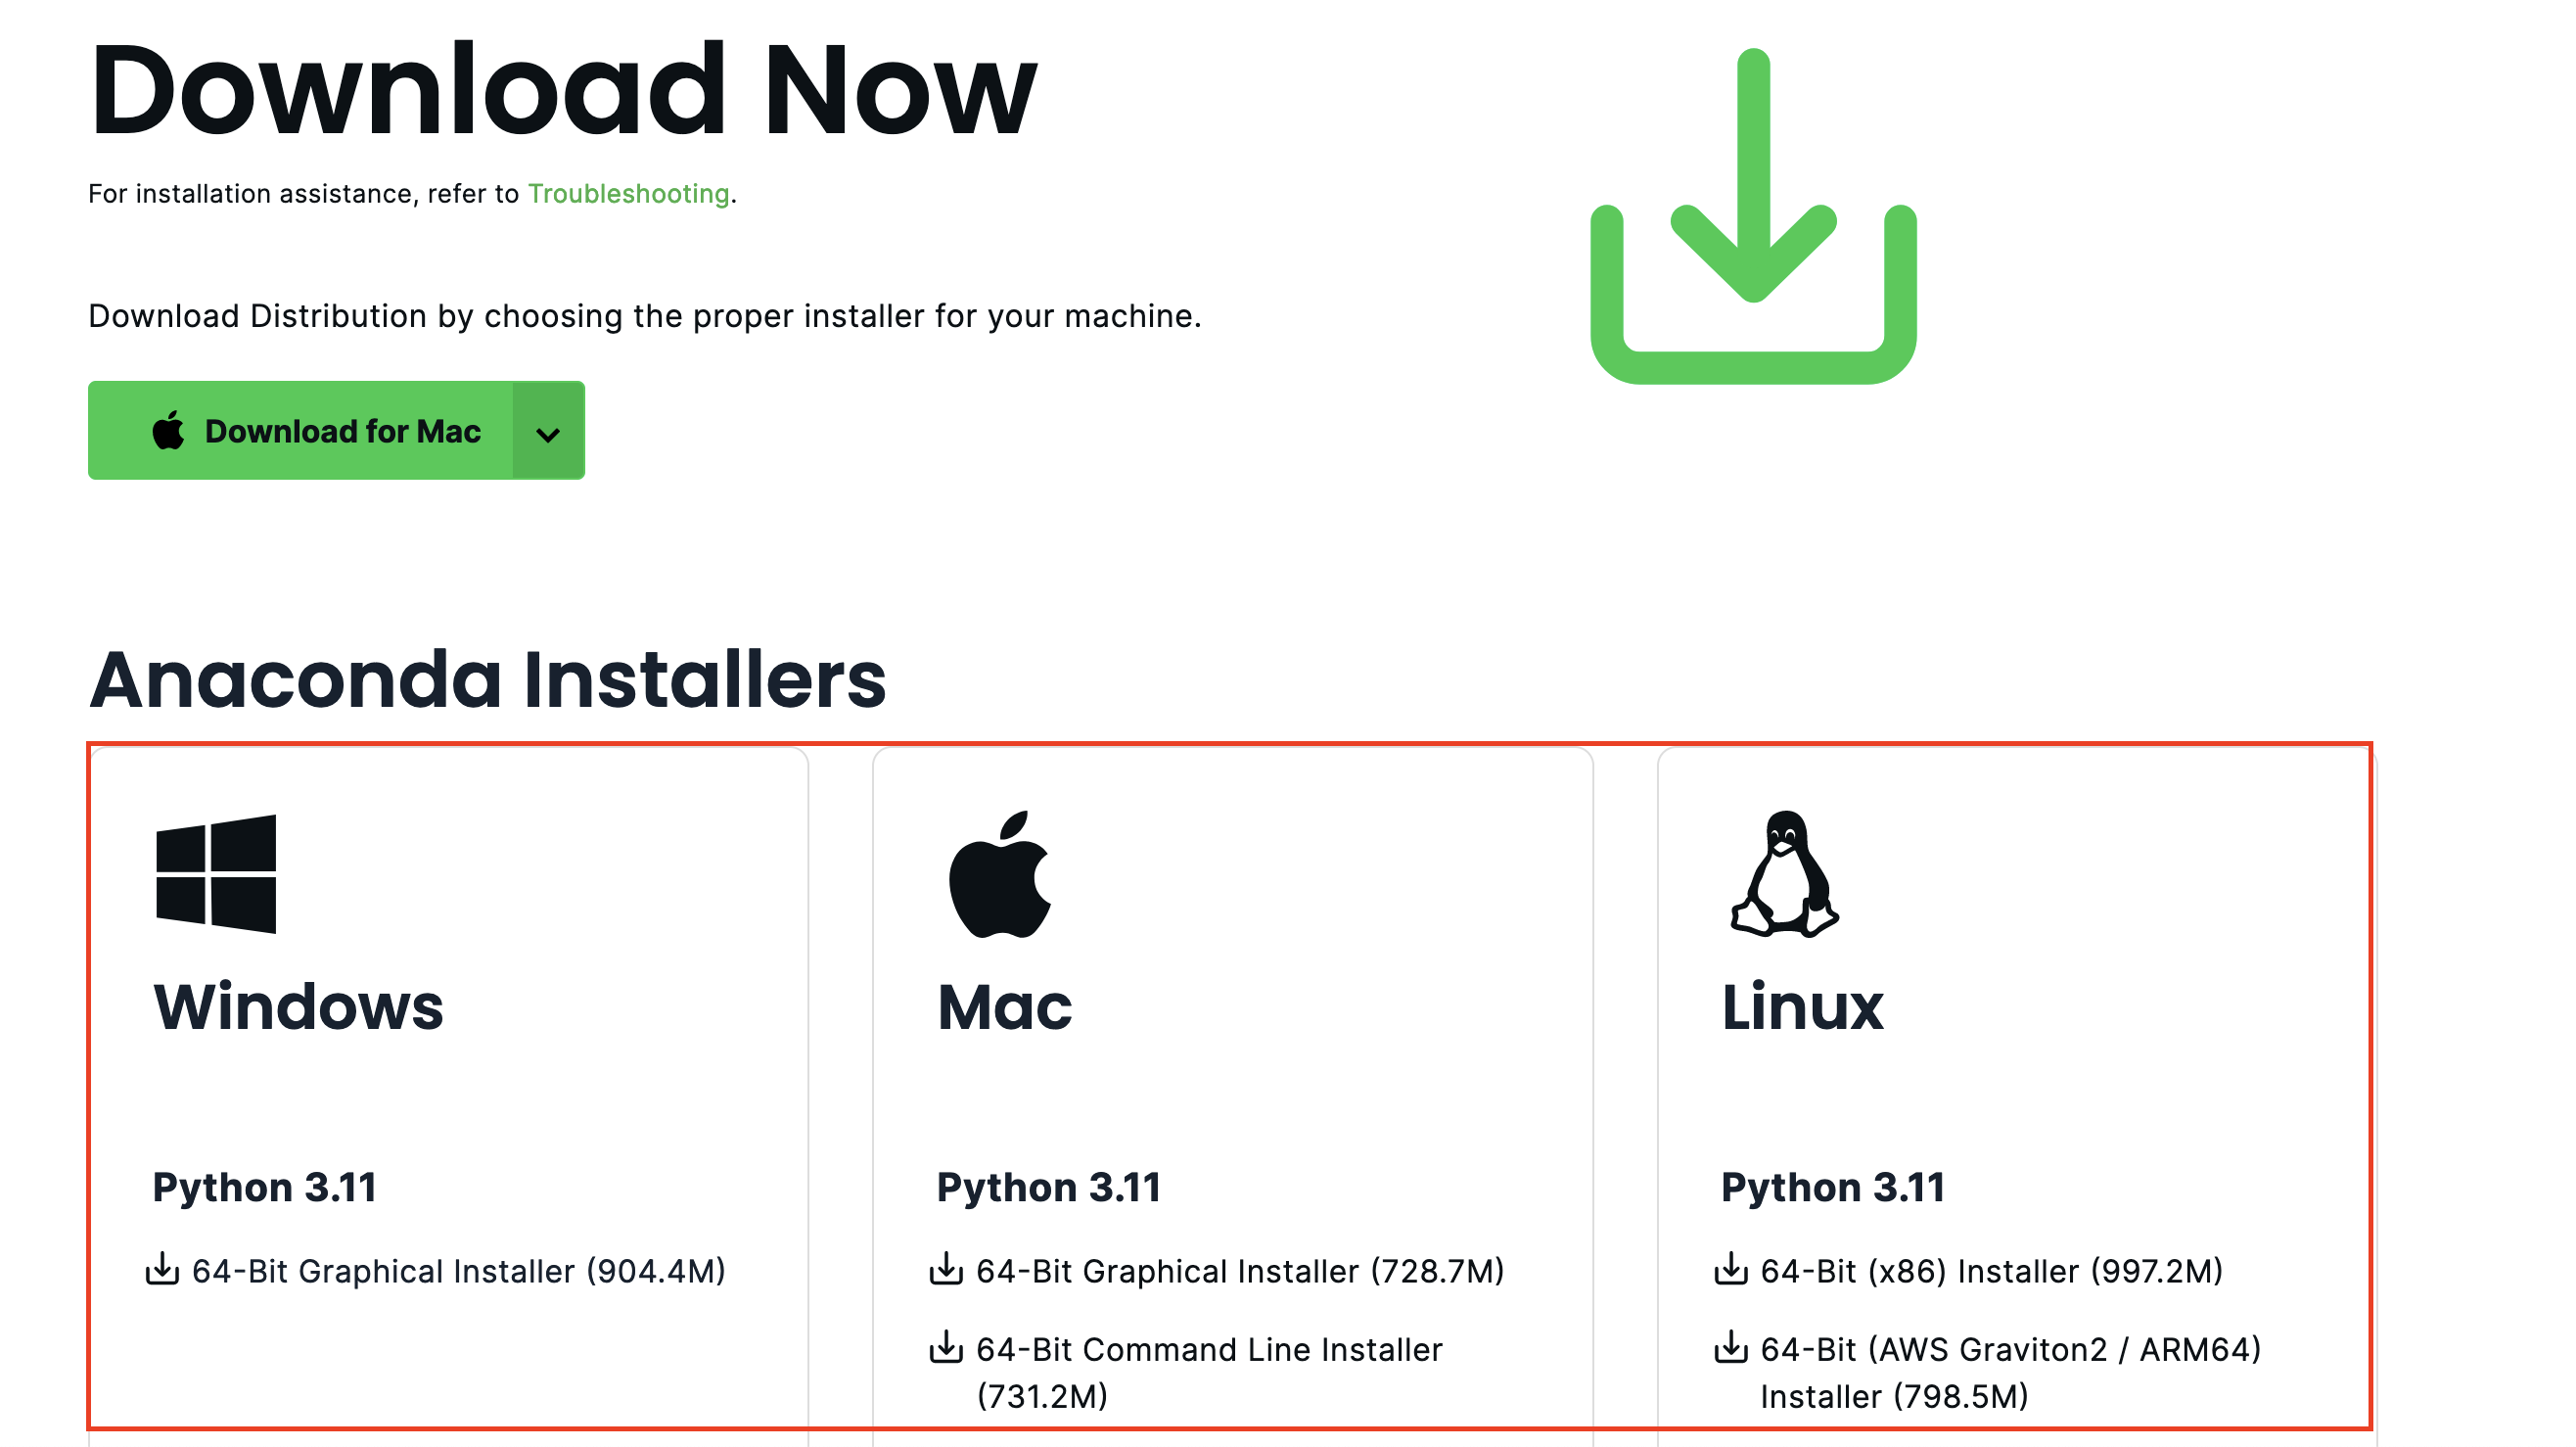 Download Now
For installation assistance, refer to Troubleshooting.
Download Distribution by choosing the proper installer for your machine.
Download for Mac
Anaconda Installers
Windows
Python 3.11
64-Bit Graphical Installer (904.4M)
Mac
Python 3.11
64-Bit Graphical Installer (728.7M)
64-Bit Command Line Installer
(731.2M)
Linux
Python 3.11
64-Bit (x86) Installer (997.2M)
64-Bit (AWS Graviton2 / ARM64)
Installer (798.5M)